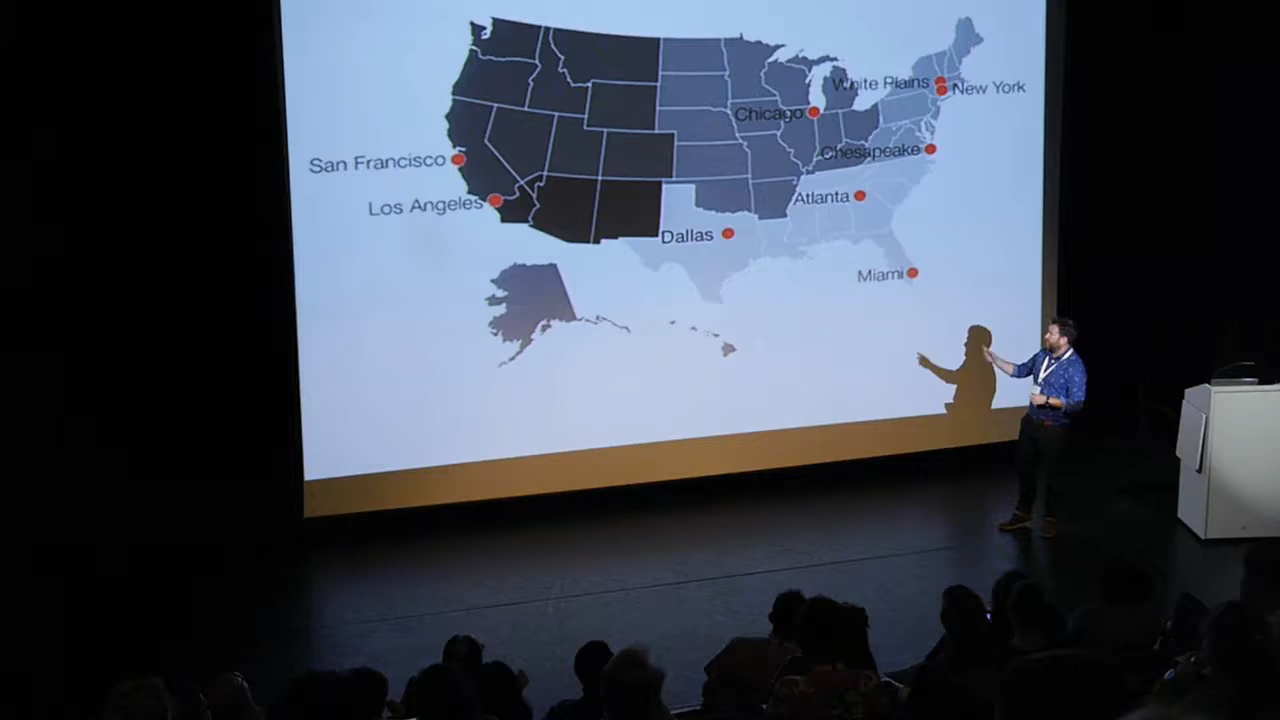 White Plains
New York
Chicago
Chesapeake
San Francisco
Atlanta
Los Angeles
Dallas
Miami